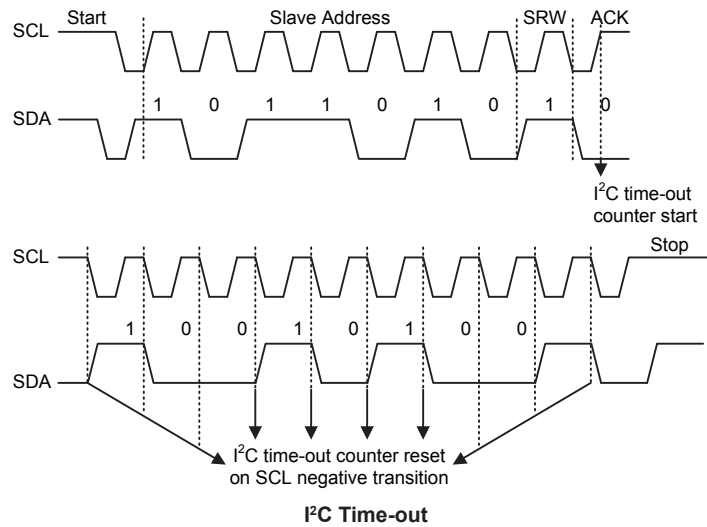 Start Slave Address SRW ACK
SCL
1 0 1 1 0 1 0 1 0
SDA
I²C time-out
counter start
Stop
SCL
1 0 0 1 0 1 0 0
SDA
I²C time-out counter reset
on SCL negative transition
I²C Time-out